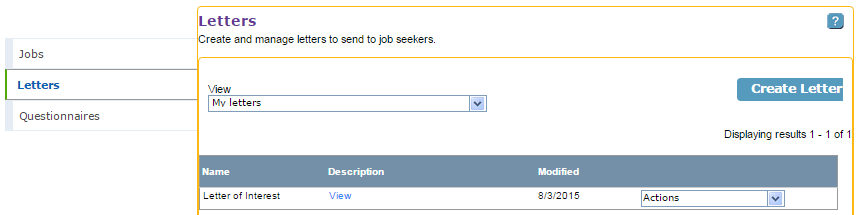 Jobs
Letters
Questionnaires
Letters
?
Create and manage letters to send to job seekers.
View
My letters
Create Letter
Displaying results 1 - 1 of 1
Name Description Modified
Letter of Interest View 8/3/2015 Actions